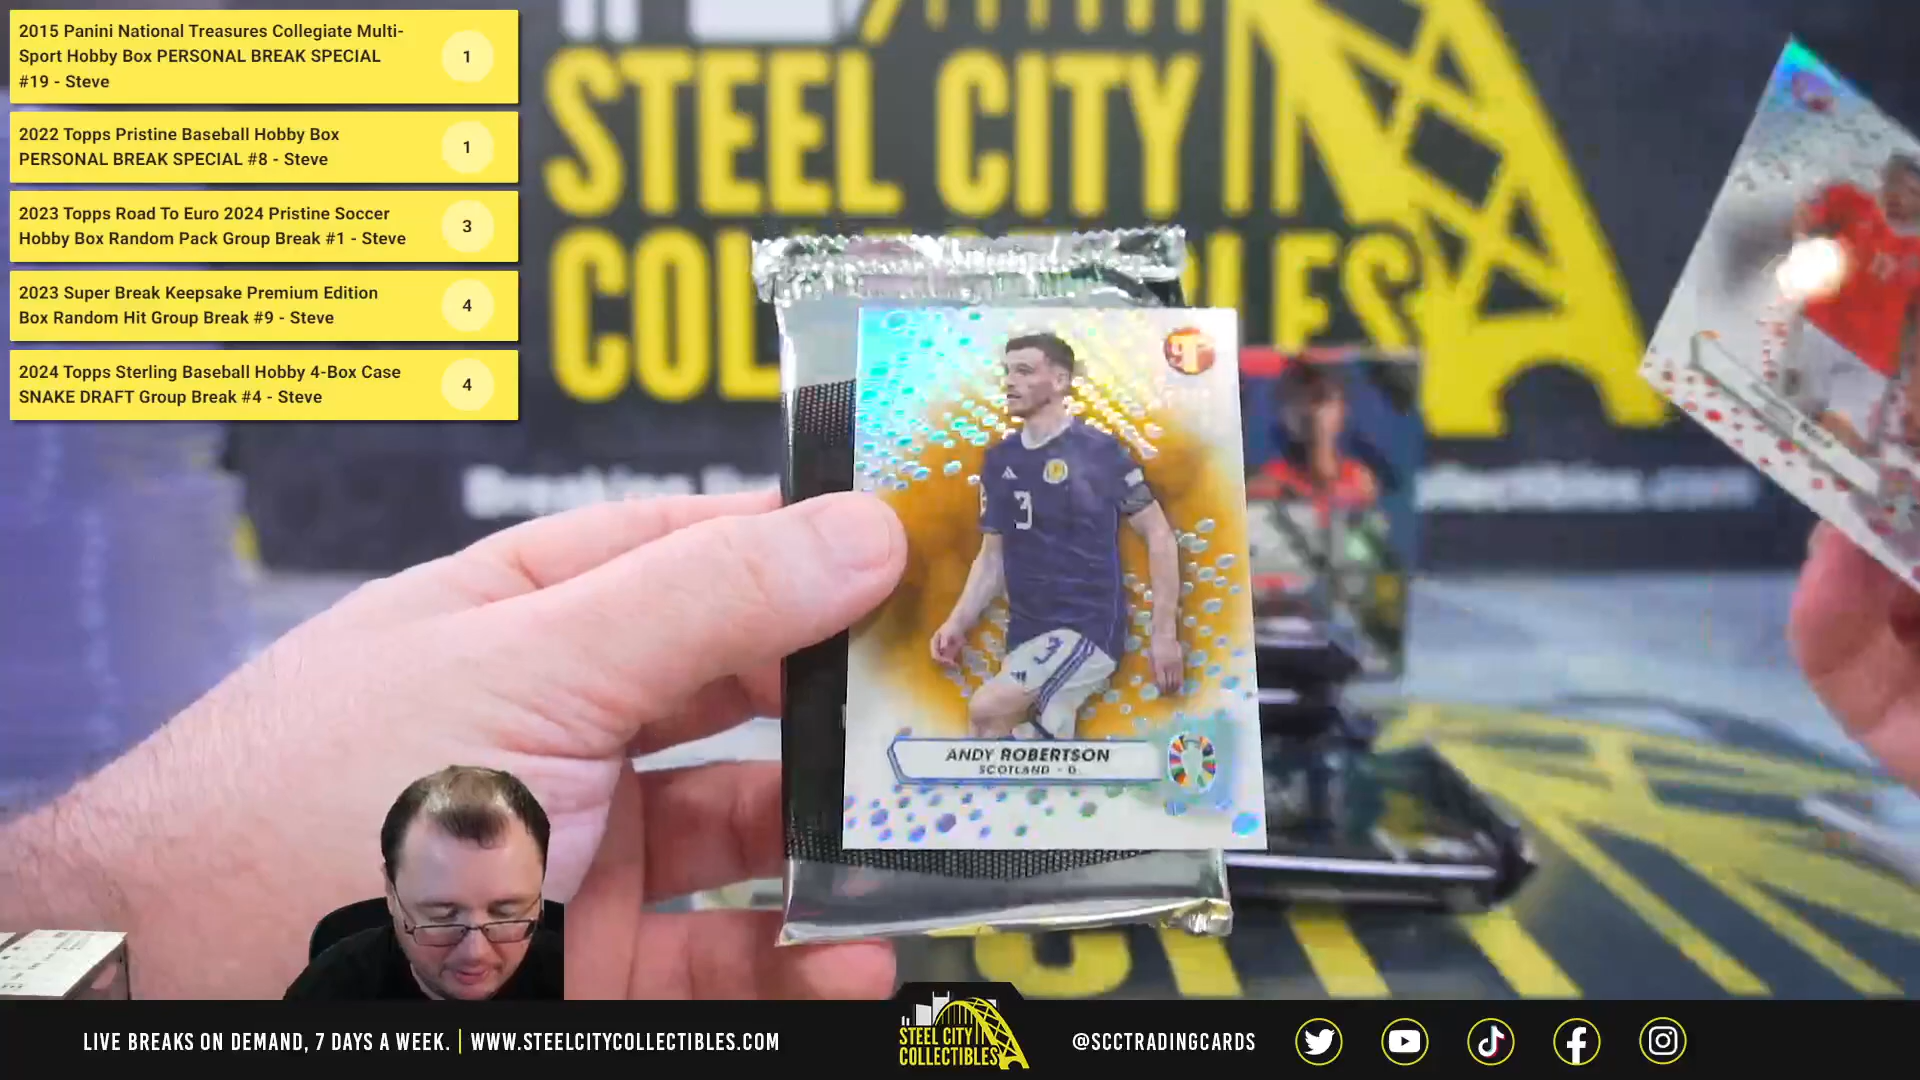 2015 Panini National Treasures Collegiate Multi-
Sport Hobby Box PERSONAL BREAK SPECIAL
#19 - Steve
1
2022 Topps Pristine Baseball Hobby Box
PERSONAL BREAK SPECIAL #8 - Steve
1
2023 Topps Road To Euro 2024 Pristine Soccer
Hobby Box Random Pack Group Break #1 - Steve
3
2023 Super Break Keepsake Premium Edition
Box Random Hit Group Break #9 - Steve
4
2024 Topps Sterling Baseball Hobby 4-Box Case
SNAKE DRAFT Group Break #4 - Steve
4
STEEL CITY
3
3
ANDY ROBERTSON
SCOTLAND - D
LIVE BREAKS ON DEMAND, 7 DAYS A WEEK. | WWW.STEELCITYCOLLECTIBLES.COM
STEEL CITY
COLLECTIBLES
@SCCTRADINGCARDS